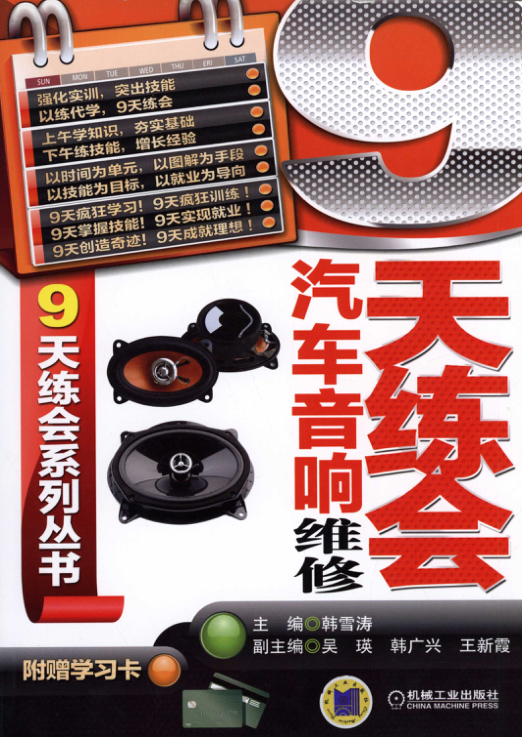 SUN MON TUE WED THU FRI SAT
强化实训，突出技能
以练代学，9天练会
上午学知识，夯实基础
下午练技能，增长经验
以时间为单元，以图解为手段
以技能为目标，以就业为导向
9天疯狂学习！9天疯狂训练！
9天掌握技能！9天实现就业！
9天创造奇迹！9天成就理想！
9
天练会
汽车音响
维修
9天练会系列丛书
主 编◎韩雪涛
副主编◎吴 瑛 韩广兴 王新霞
附赠学习卡
机械工业出版社
CHINA MACHINE PRESS